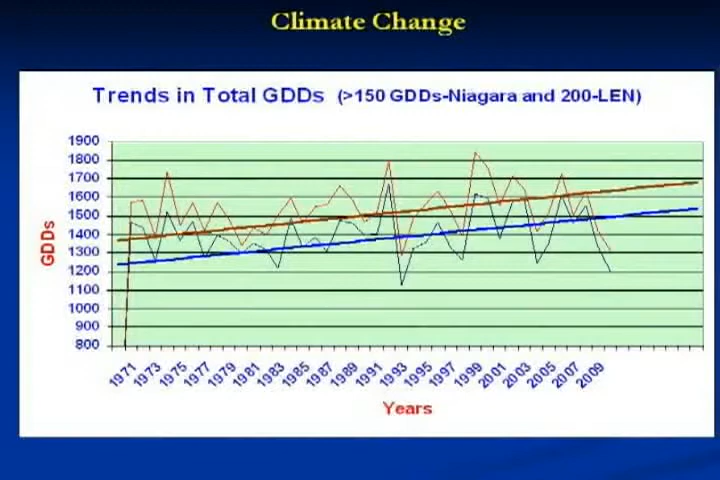 Climate Change
Trends in Total GDDs (>150 GDDs-Niagara and 200-LEN)
1900
1800
1700
1600
1500
1400
1300
1200
1100
1000
900
800
GDDs
1971 1973 1975 1977 1979 1981 1983 1985 1987 1989 1991 1993 1995 1997 1999 2001 2003 2005 2007 2009
Years